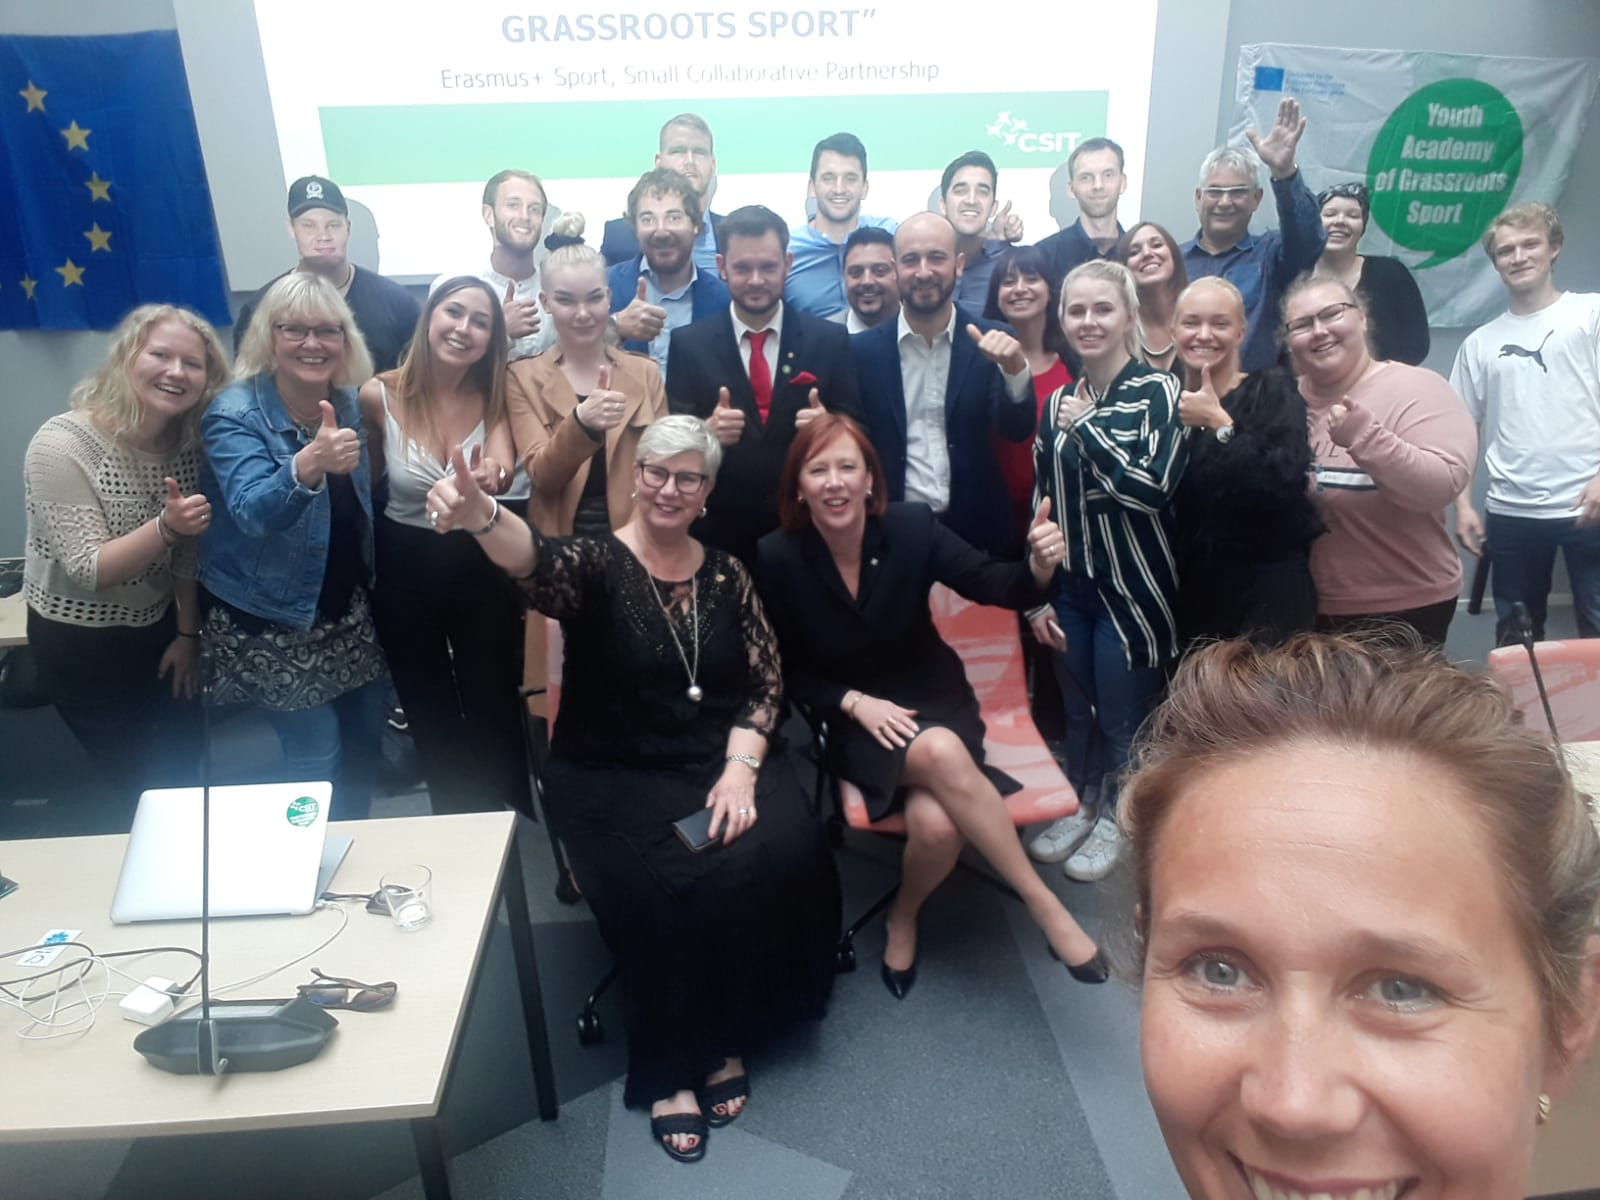 GRASSROOTS SPORT”
Erasmus+ Sport, Small Collaborative Partnership
CSIT
Youth
Academy
of Grassroots
Sport
CSIT